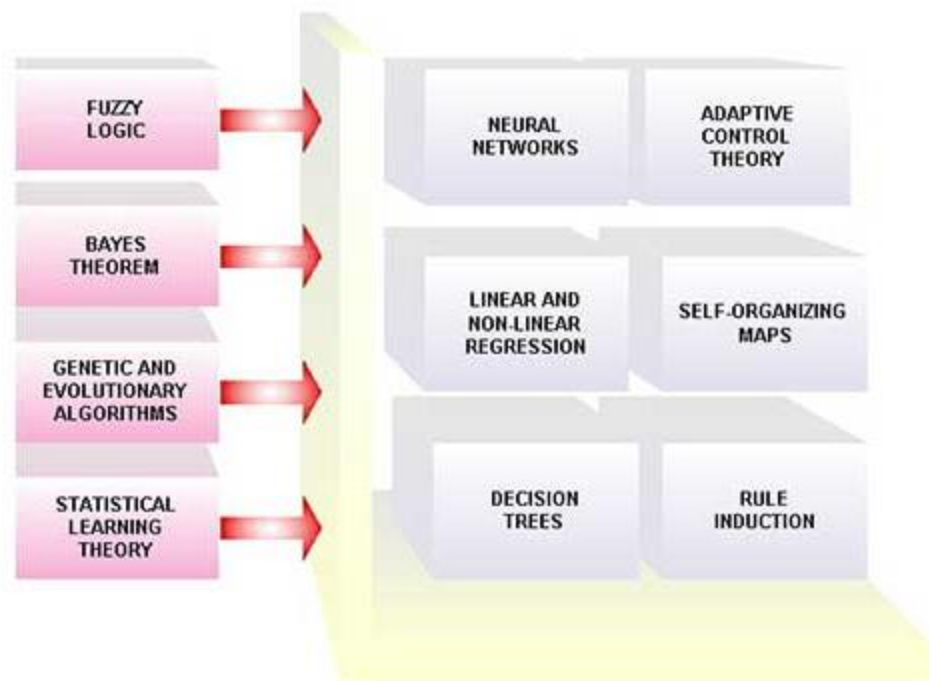 FUZZY
LOGIC
BAYES
THEOREM
GENETIC AND
EVOLUTIONARY
ALGORITHMS
STATISTICAL
LEARNING
THEORY
NEURAL
NETWORKS
ADAPTIVE
CONTROL
THEORY
LINEAR AND
NON-LINEAR
REGRESSION
SELF-ORGANIZING
MAPS
DECISION
TREES
RULE
INDUCTION